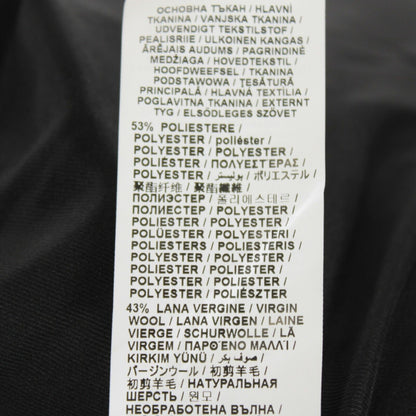 ОСНОВНА ТЪКАН / HLAVNÍ
TKANINA / VANJSKA TKANINA /
UDVENDIGT TEKSTILSTOF /
PEALISRIIE / ULKOINEN KANGAS /
ĀRĒJAIS AUDUMS / PAGRINDINĖ
MEDŽIAGA / HOVEDTEKSTIL /
HOOFDWEEFSEL / TKANINA
PODSTAWOWA / ŢESĂTURĂ
PRINCIPALĂ / HLAVNÁ TEXTÍLIA /
POGLAVITNA TKANINA / EXTERNT
TYG / ELSŐDLEGES SZÖVET
53% POLIESTERE /
POLYESTER / poliéster /
POLYESTER / POLYESTER /
POLIÉSTER / ΠΟΛΥΕΣΤΕΡΑΣ /
POLYESTER / بوليستر / ポリエステル /
聚酯纤维 / 聚酯纖維 /
ПОЛИЭСТЕР / 폴리에스테르 /
ПОЛИЕСТЕР / POLYESTER /
POLIESTER / POLYESTER /
POLÜESTER / POLYESTERI /
POLIESTERS / POLIESTERIS /
POLYESTER / POLYESTER /
POLIESTER / POLIESTER /
POLYESTER / POLIESTER /
POLYESTER / POLIÉSZTER
43% LANA VERGINE / VIRGIN
WOOL / LANA VIRGEN / LAINE
VIERGE / SCHURWOLLE / LÃ
VIRGEM / ΠΑΡΘΕΝΟ ΜΑΛΛΙ /
KIRKIM YÜNÜ / صوف بكر /
バージンウール / 初剪羊毛
/ 初剪羊毛 / НАТУРАЛЬНАЯ
ШЕРСТЬ / 원모 /
НЕОБРАБОТЕНА ВЪЛНА /